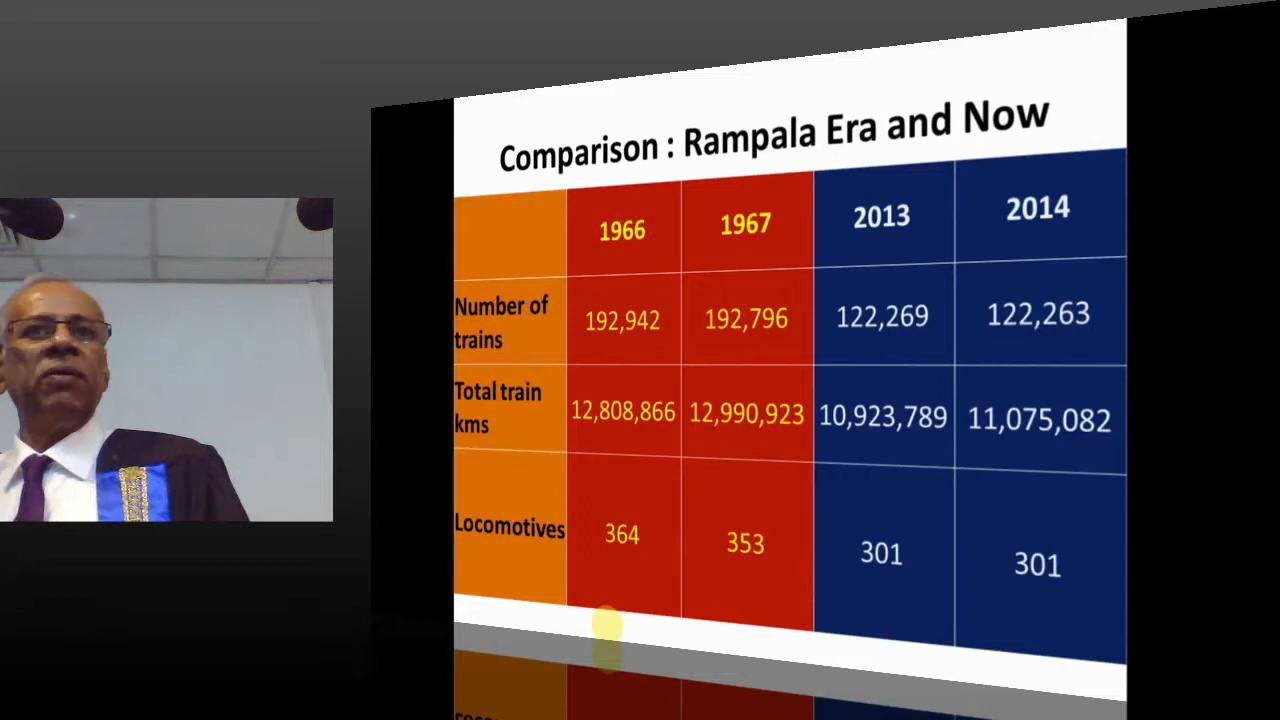 Comparison : Rampala Era and Now
1966 1967 2013 2014
Number of
trains
192,942 192,796 122,269 122,263
Total train
kms
12,808,866 12,990,923 10,923,789 11,075,082
Locomotives 364 353 301 301